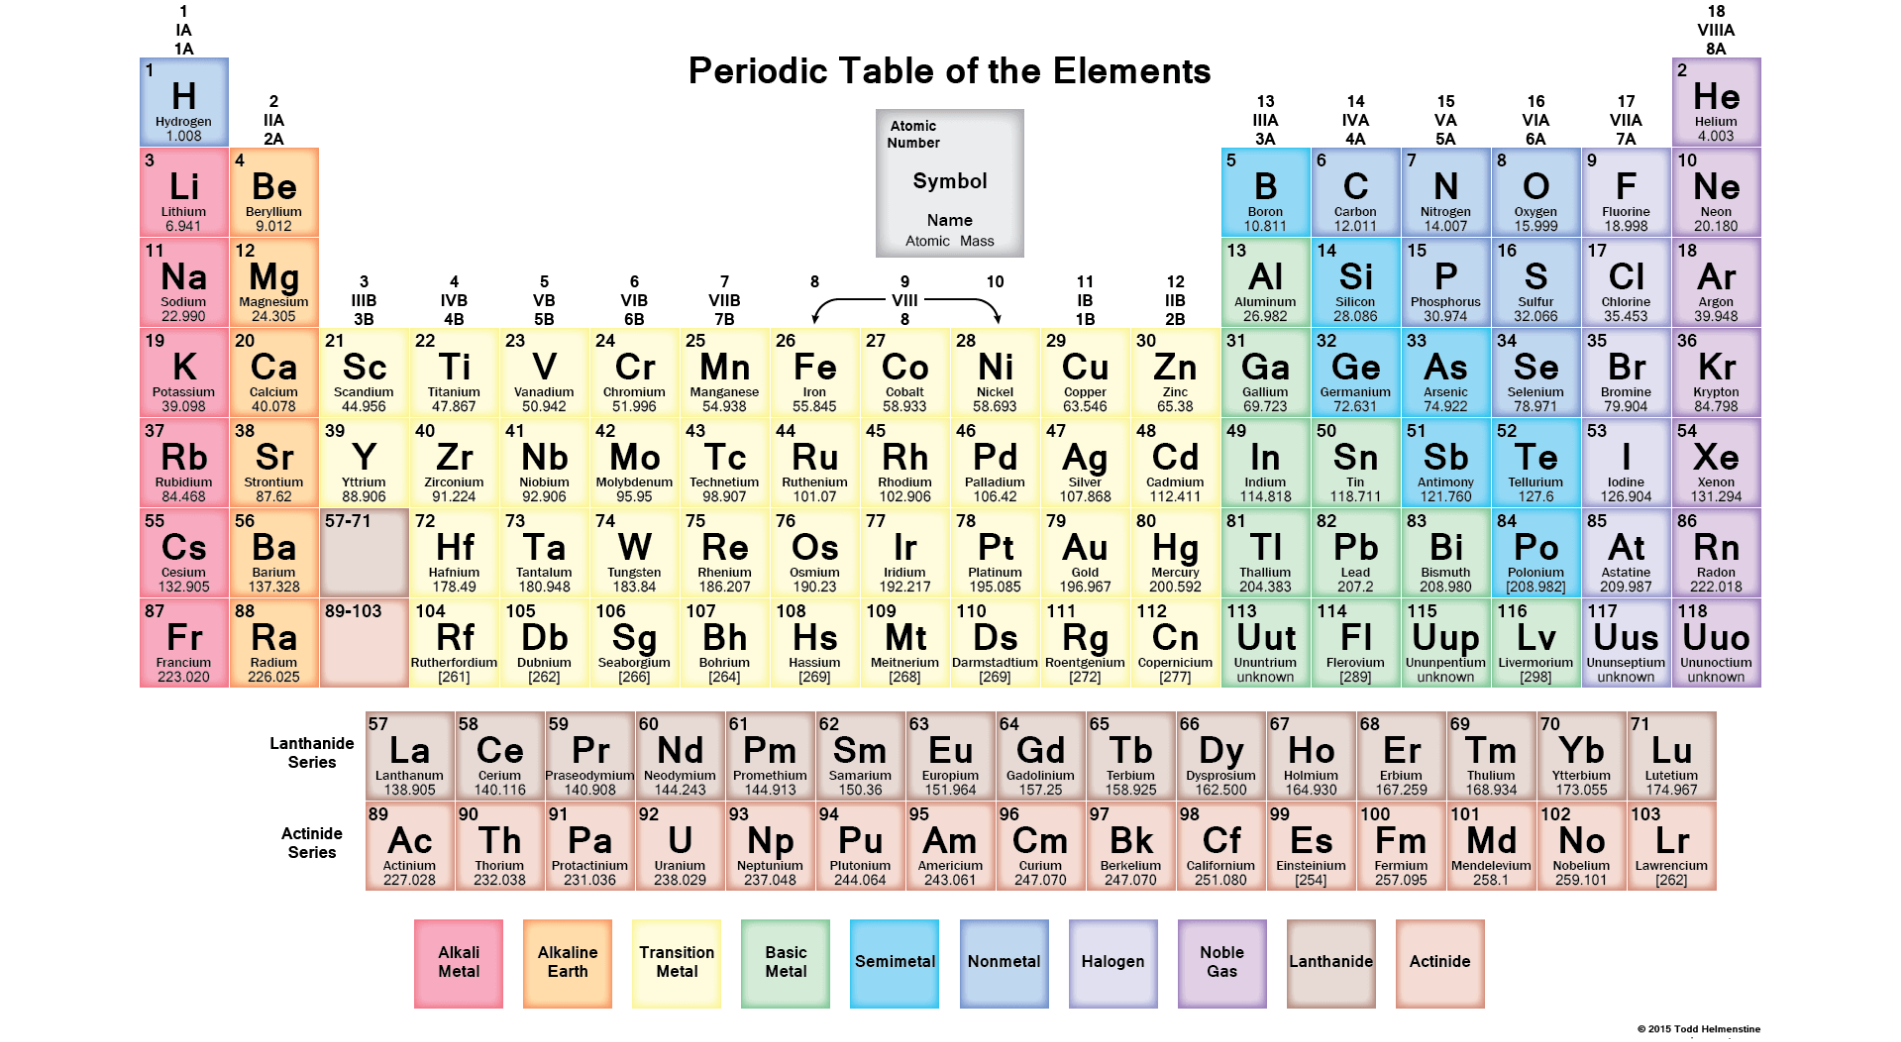 1
IA
1A
18
VIIIA
8A
Periodic Table of the Elements
1
H
Hydrogen
1.008
2
IIA
2A
13
IIIA
3A
14
IVA
4A
15
VA
5A
16
VIA
6A
17
VIIA
7A
2
He
Helium
4.003
Atomic
Number
Symbol
Name
Atomic Mass
3
Li
Lithium
6.941
4
Be
Beryllium
9.012
5
B
Boron
10.811
6
C
Carbon
12.011
7
N
Nitrogen
14.007
8
O
Oxygen
15.999
9
F
Fluorine
18.998
10
Ne
Neon
20.180
11
Na
Sodium
22.990
12
Mg
Magnesium
24.305
3
IIIB
3B
4
IVB
4B
5
VB
5B
6
VIB
6B
7
VIIB
7B
8
9
10
VIII
8
11
IB
1B
12
IIB
2B
13
Al
Aluminum
26.982
14
Si
Silicon
28.086
15
P
Phosphorus
30.974
16
S
Sulfur
32.066
17
Cl
Chlorine
35.453
18
Ar
Argon
39.948
19
K
Potassium
39.098
20
Ca
Calcium
40.078
21
Sc
Scandium
44.956
22
Ti
Titanium
47.867
23
V
Vanadium
50.942
24
Cr
Chromium
51.996
25
Mn
Manganese
54.938
26
Fe
Iron
55.845
27
Co
Cobalt
58.933
28
Ni
Nickel
58.693
29
Cu
Copper
63.546
30
Zn
Zinc
65.38
31
Ga
Gallium
69.723
32
Ge
Germanium
72.631
33
As
Arsenic
74.922
34
Se
Selenium
78.971
35
Br
Bromine
79.904
36
Kr
Krypton
84.798
37
Rb
Rubidium
84.468
38
Sr
Strontium
87.62
39
Y
Yttrium
88.906
40
Zr
Zirconium
91.224
41
Nb
Niobium
92.906
42
Mo
Molybdenum
95.95
43
Tc
Technetium
98.907
44
Ru
Ruthenium
101.07
45
Rh
Rhodium
102.906
46
Pd
Palladium
106.42
47
Ag
Silver
107.868
48
Cd
Cadmium
112.411
49
In
Indium
114.818
50
Sn
Tin
118.711
51
Sb
Antimony
121.760
52
Te
Tellurium
127.6
53
I
Iodine
126.904
54
Xe
Xenon
131.294
55
Cs
Cesium
132.905
56
Ba
Barium
137.328
57-71
72
Hf
Hafnium
178.49
73
Ta
Tantalum
180.948
74
W
Tungsten
183.84
75
Re
Rhenium
186.207
76
Os
Osmium
190.23
77
Ir
Iridium
192.217
78
Pt
Platinum
195.085
79
Au
Gold
196.967
80
Hg
Mercury
200.592
81
Tl
Thallium
204.383
82
Pb
Lead
207.2
83
Bi
Bismuth
208.980
84
Po
Polonium
[208.982]
85
At
Astatine
209.987
86
Rn
Radon
222.018
87
Fr
Francium
223.020
88
Ra
Radium
226.025
89-103
104
Rf
Rutherfordium
[261]
105
Db
Dubnium
[262]
106
Sg
Seaborgium
[266]
107
Bh
Bohrium
[264]
108
Hs
Hassium
[269]
109
Mt
Meitnerium
[268]
110
Ds
Darmstadtium
[269]
111
Rg
Roentgenium
[272]
112
Cn
Copernicium
[277]
113
Uut
Ununtrium
unknown
114
Fl
Flerovium
[289]
115
Uup
Ununpentium
unknown
116
Lv
Livermorium
[298]
117
Uus
Ununseptium
unknown
118
Uuo
Ununoctium
unknown
Lanthanide
Series
57
La
Lanthanum
138.905
58
Ce
Cerium
140.116
59
Pr
Praseodymium
140.908
60
Nd
Neodymium
144.243
61
Pm
Promethium
144.913
62
Sm
Samarium
150.36
63
Eu
Europium
151.964
64
Gd
Gadolinium
157.25
65
Tb
Terbium
158.925
66
Dy
Dysprosium
162.500
67
Ho
Holmium
164.930
68
Er
Erbium
167.259
69
Tm
Thulium
168.934
70
Yb
Ytterbium
173.055
71
Lu
Lutetium
174.967
Actinide
Series
89
Ac
Actinium
227.028
90
Th
Thorium
232.038
91
Pa
Protactinium
231.036
92
U
Uranium
238.029
93
Np
Neptunium
237.048
94
Pu
Plutonium
244.064
95
Am
Americium
243.061
96
Cm
Curium
247.070
97
Bk
Berkelium
247.070
98
Cf
Californium
251.080
99
Es
Einsteinium
[254]
100
Fm
Fermium
257.095
101
Md
Mendelevium
258.1
102
No
Nobelium
259.101
103
Lr
Lawrencium
[262]
Alkali
Metal
Alkaline
Earth
Transition
Metal
Basic
Metal
Semimetal
Nonmetal
Halogen
Noble
Gas
Lanthanide
Actinide
© 2015 Todd Helmenstine